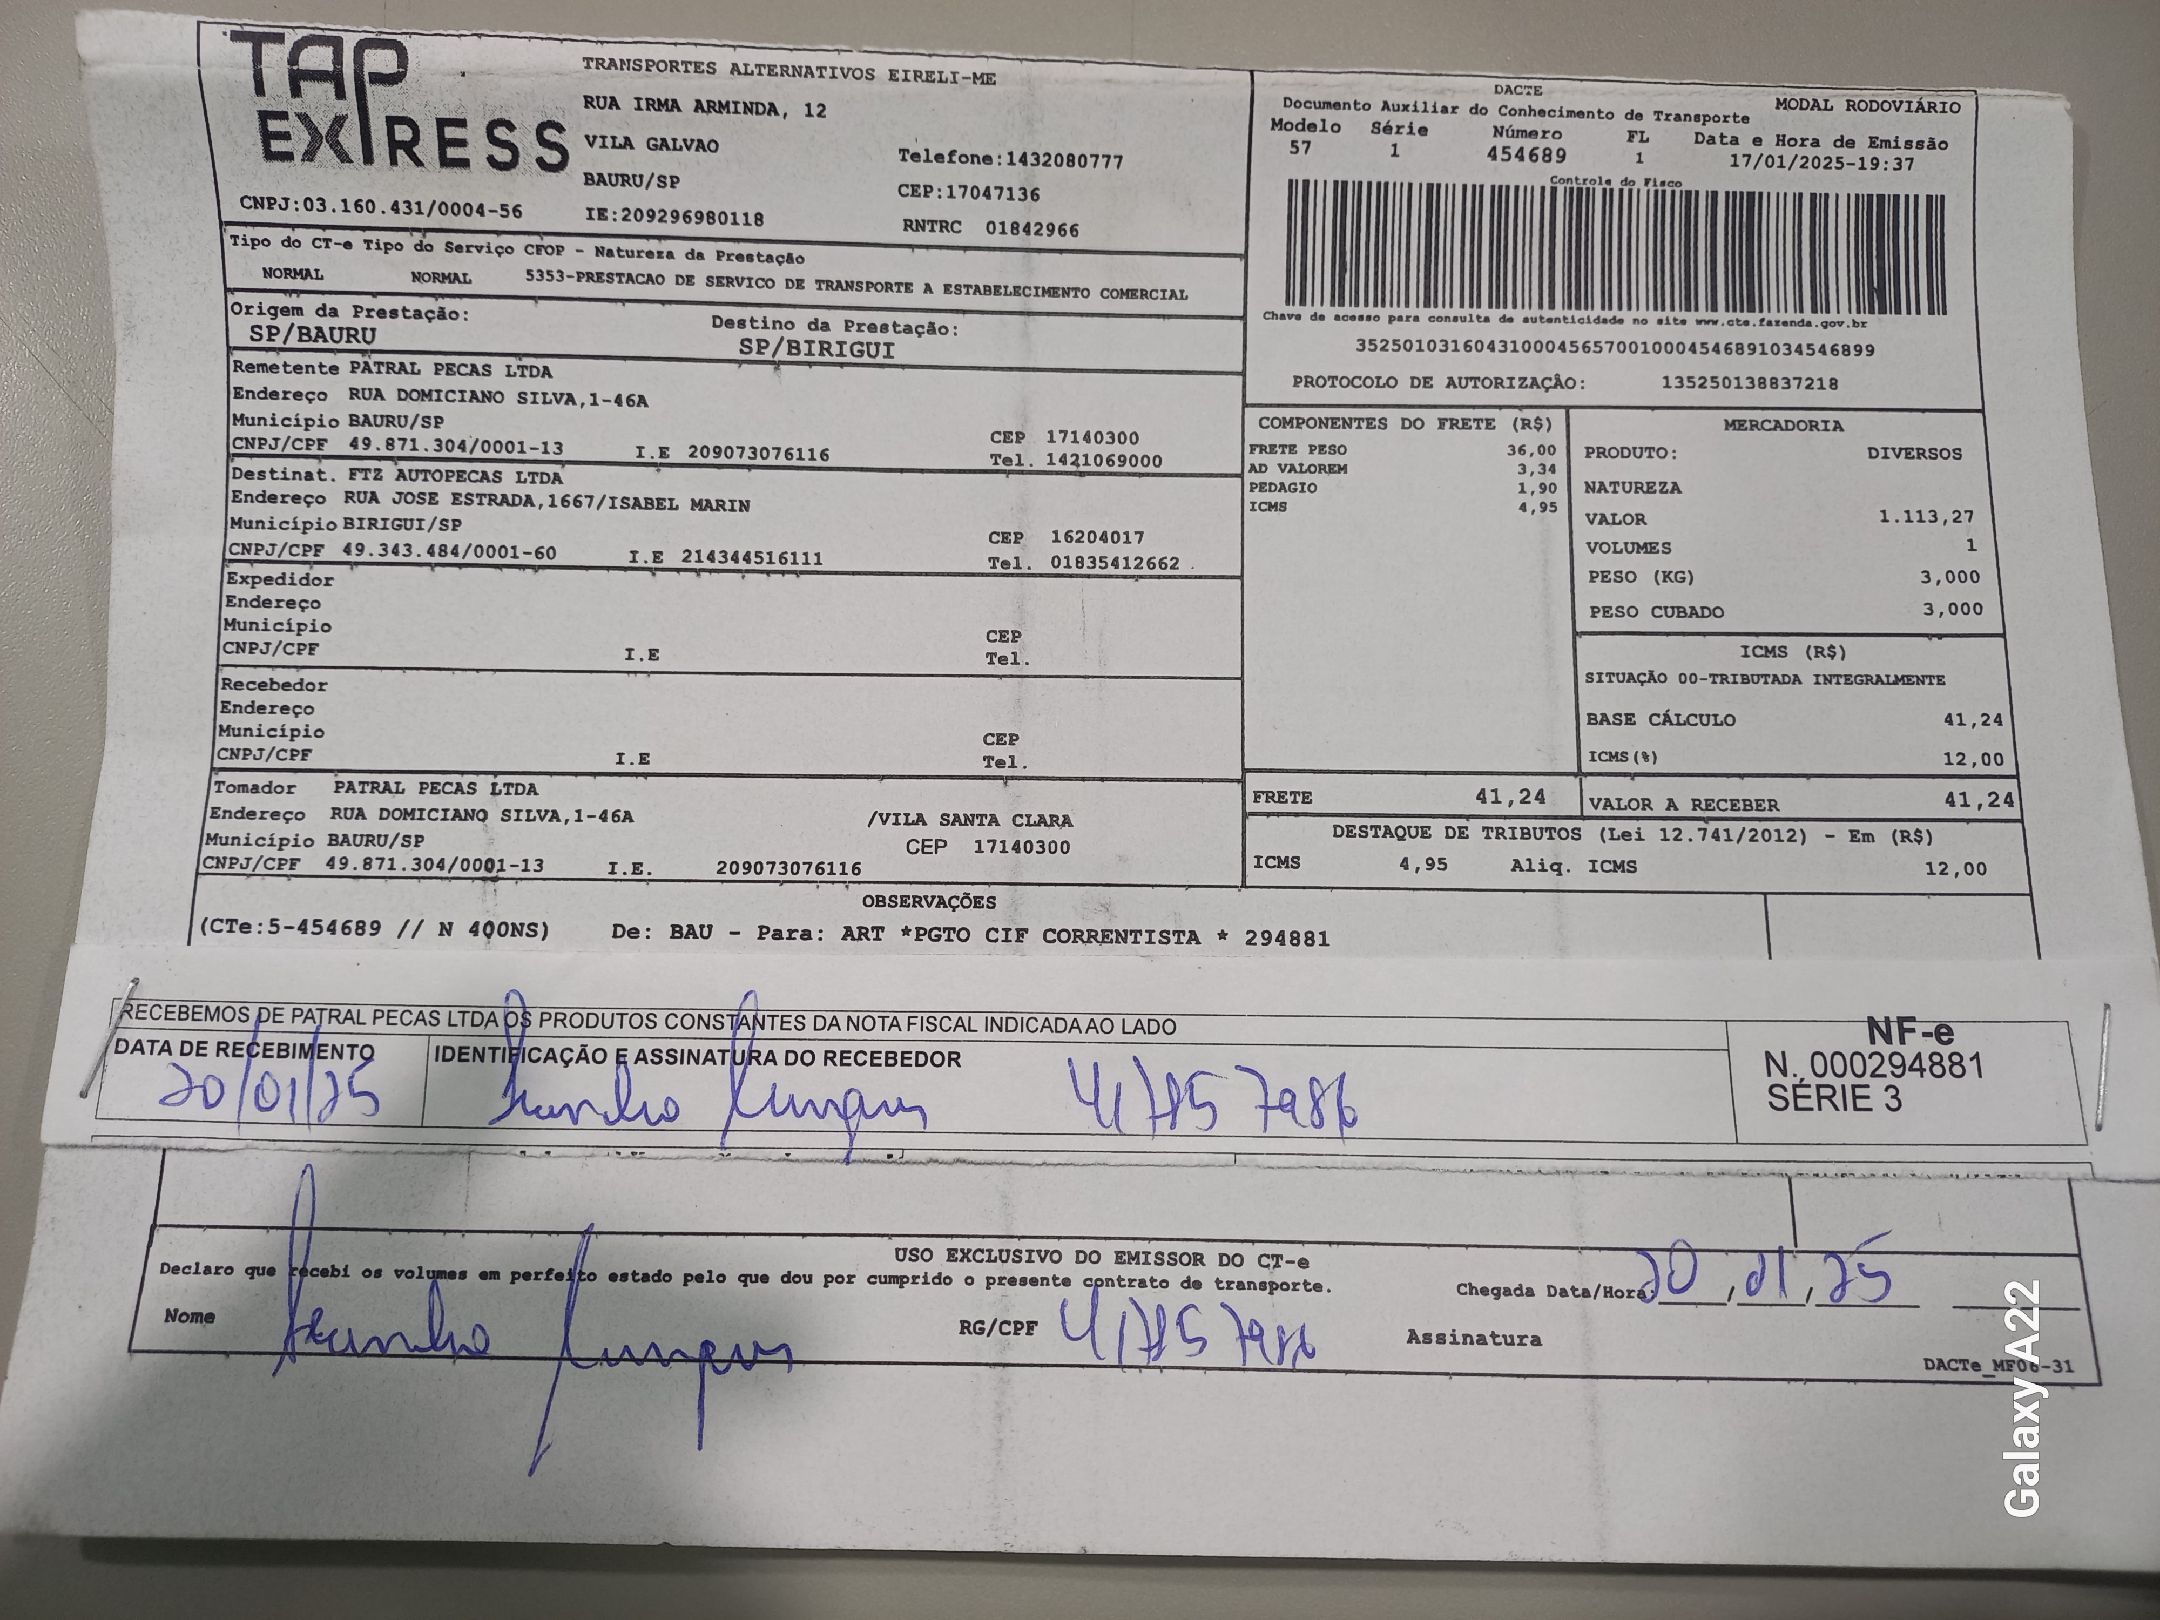 TAP EXPRESS
TRANSPORTES ALTERNATIVOS EIRELI-ME
RUA IRMA ARMINDA, 12
VILA GALVAO
Telefone:1432080777
BAURU/SP
CEP:17047136
CNPJ:03.160.431/0004-56
IE:209296980118
RNTRC 01842966
DACTE
Documento Auxiliar do Conhecimento de Transporte
MODAL RODOVIÁRIO
Modelo Série Número FL Data e Hora de Emissão
57 1 454689 1 17/01/2025-19:37
Controle do Fisco
Chave de acesso para consulta de autenticidade no site www.cte.fazenda.gov.br
35250103160431000456570010004546891034546899
PROTOCOLO DE AUTORIZAÇÃO: 135250138837218
Tipo do CT-e Tipo do Serviço CFOP - Natureza da Prestação
NORMAL NORMAL 5353-PRESTACAO DE SERVICO DE TRANSPORTE A ESTABELECIMENTO COMERCIAL
Origem da Prestação: Destino da Prestação:
SP/BAURU SP/BIRIGUI
Remetente PATRAL PECAS LTDA
Endereço RUA DOMICIANO SILVA,1-46A
Município BAURU/SP CEP 17140300
CNPJ/CPF 49.871.304/0001-13 I.E 209073076116 Tel. 1421069000
Destinat. FTZ AUTOPECAS LTDA
Endereço RUA JOSE ESTRADA,1667/ISABEL MARIN
Município BIRIGUI/SP CEP 16204017
CNPJ/CPF 49.343.484/0001-60 I.E 214344516111 Tel. 01835412662
Expedidor
Endereço
Município CEP
CNPJ/CPF I.E Tel.
Recebedor
Endereço
Município CEP
CNPJ/CPF I.E Tel.
Tomador PATRAL PECAS LTDA
Endereço RUA DOMICIANO SILVA,1-46A /VILA SANTA CLARA
Município BAURU/SP CEP 17140300
CNPJ/CPF 49.871.304/0001-13 I.E. 209073076116
COMPONENTES DO FRETE (R$)
FRETE PESO 36,00
AD VALOREM 3,34
PEDAGIO 1,90
ICMS 4,95
MERCADORIA
PRODUTO: DIVERSOS
NATUREZA
VALOR 1.113,27
VOLUMES 1
PESO (KG) 3,000
PESO CUBADO 3,000
ICMS (R$)
SITUAÇÃO 00-TRIBUTADA INTEGRALMENTE
BASE CÁLCULO 41,24
ICMS(%) 12,00
FRETE 41,24 VALOR A RECEBER 41,24
DESTAQUE DE TRIBUTOS (Lei 12.741/2012) - Em (R$)
ICMS 4,95 Aliq. ICMS 12,00
OBSERVAÇÕES
(CTe:5-454689 // N 400NS) De: BAU - Para: ART *PGTO CIF CORRENTISTA * 294881
RECEBEMOS DE PATRAL PECAS LTDA OS PRODUTOS CONSTANTES DA NOTA FISCAL INDICADA AO LADO
DATA DE RECEBIMENTO IDENTIFICAÇÃO E ASSINATURA DO RECEBEDOR
20/01/25
NF-e
N. 000294881
SÉRIE 3
USO EXCLUSIVO DO EMISSOR DO CT-e
Declaro que recebi os volumes em perfeito estado pelo que dou por cumprido o presente contrato de transporte.
Chegada Data/Hora: 20, 01, 25
Nome RG/CPF Assinatura
DACTe_MF06-31
Galaxy A22